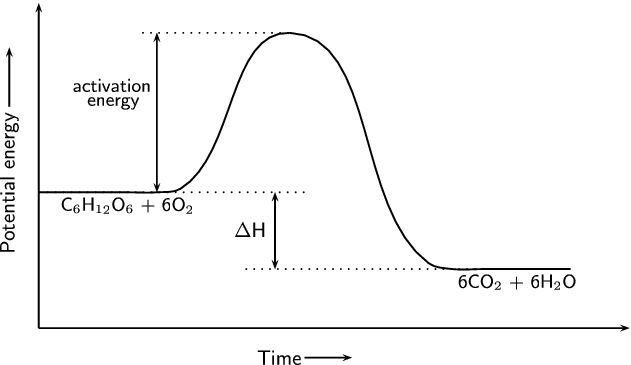 activation
energy
Potential energy
C₆H₁₂O₆ + 6O₂
ΔH
6CO₂ + 6H₂O
Time